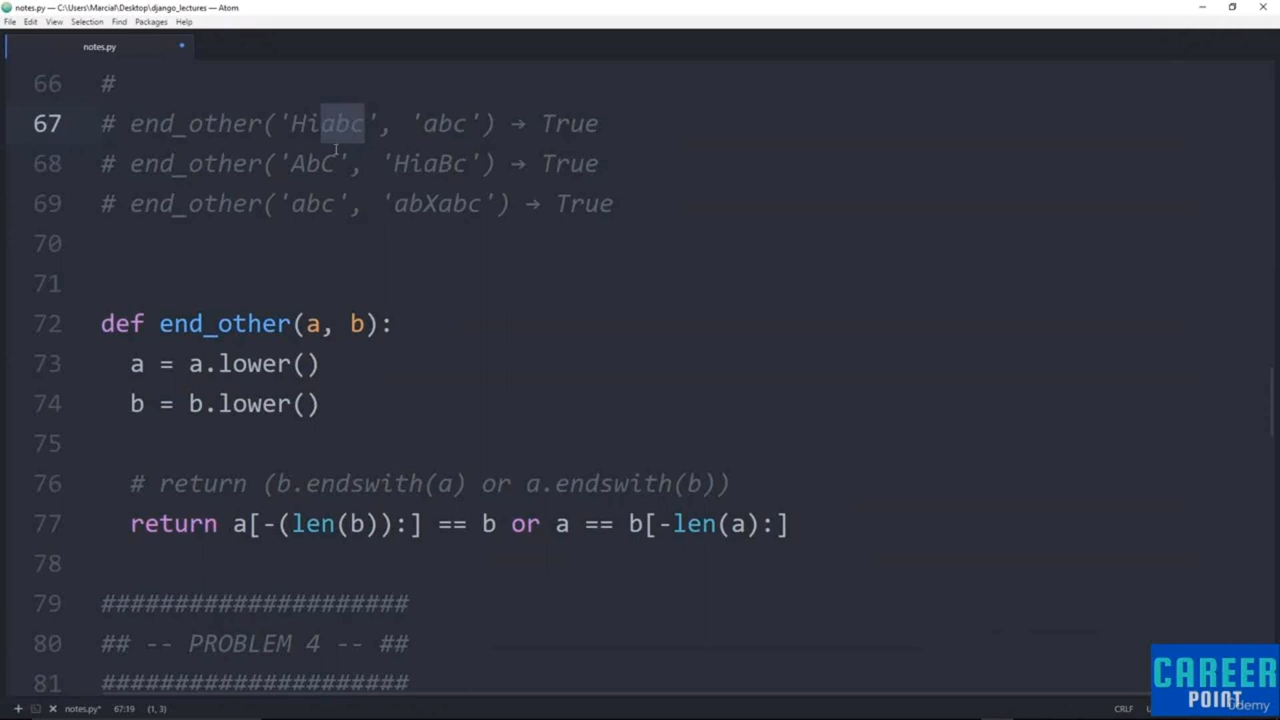 notes.py — C:\Users\Marcial\Desktop\django_lectures — Atom
File Edit View Selection Find Packages Help
notes.py
66 #
67 # end_other('Hiabc', 'abc') → True
68 # end_other('AbC', 'HiaBc') → True
69 # end_other('abc', 'abXabc') → True
70
71
72 def end_other(a, b):
73 a = a.lower()
74 b = b.lower()
75
76 # return (b.endswith(a) or a.endswith(b))
77 return a[-(len(b)):] == b or a == b[-len(a):]
78
79 #####################
80 ## -- PROBLEM 4 -- ##
81 #####################
CAREER
POINT
Udemy
notes.py* 67:19 (1, 3) CRLF